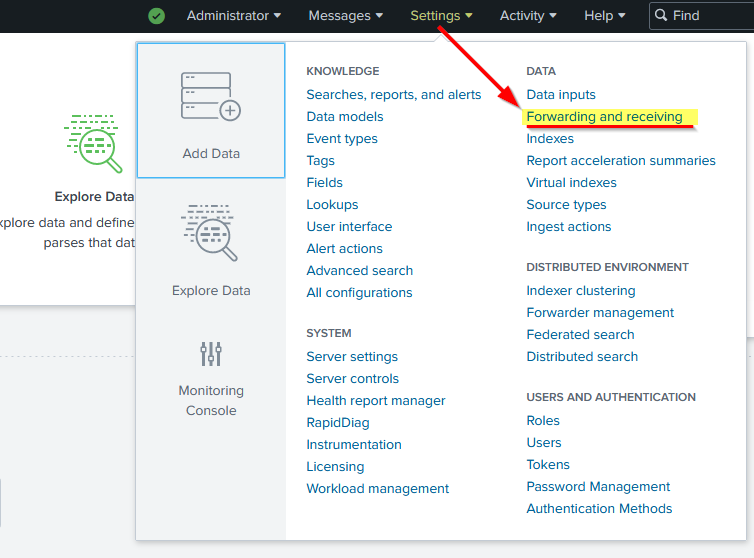 Administrator Messages Settings Activity Help Find
Explore Data
xplore data and define
parses that dat
Add Data
Explore Data
Monitoring
Console
KNOWLEDGE
Searches, reports, and alerts
Data models
Event types
Tags
Fields
Lookups
User interface
Alert actions
Advanced search
All configurations
SYSTEM
Server settings
Server controls
Health report manager
RapidDiag
Instrumentation
Licensing
Workload management
DATA
Data inputs
Forwarding and receiving
Indexes
Report acceleration summaries
Virtual indexes
Source types
Ingest actions
DISTRIBUTED ENVIRONMENT
Indexer clustering
Forwarder management
Federated search
Distributed search
USERS AND AUTHENTICATION
Roles
Users
Tokens
Password Management
Authentication Methods